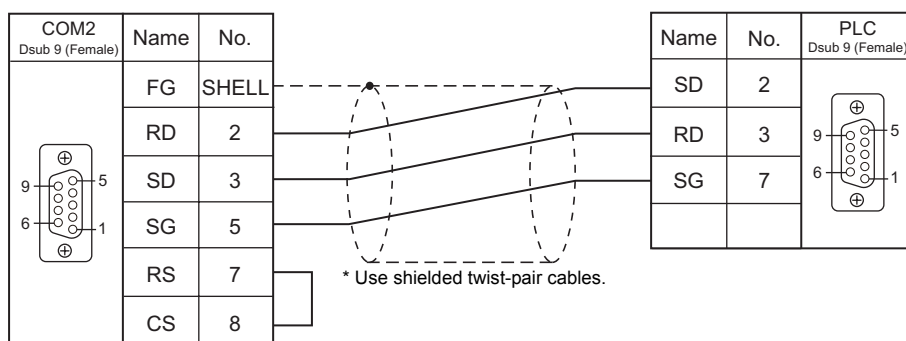 COM2
Dsub 9 (Female)
Name No.
FG SHELL
RD 2
SD 3
SG 5
RS 7
CS 8
9 5
6 1
* Use shielded twist-pair cables.
Name No.
SD 2
RD 3
SG 7
PLC
Dsub 9 (Female)
9 5
6 1